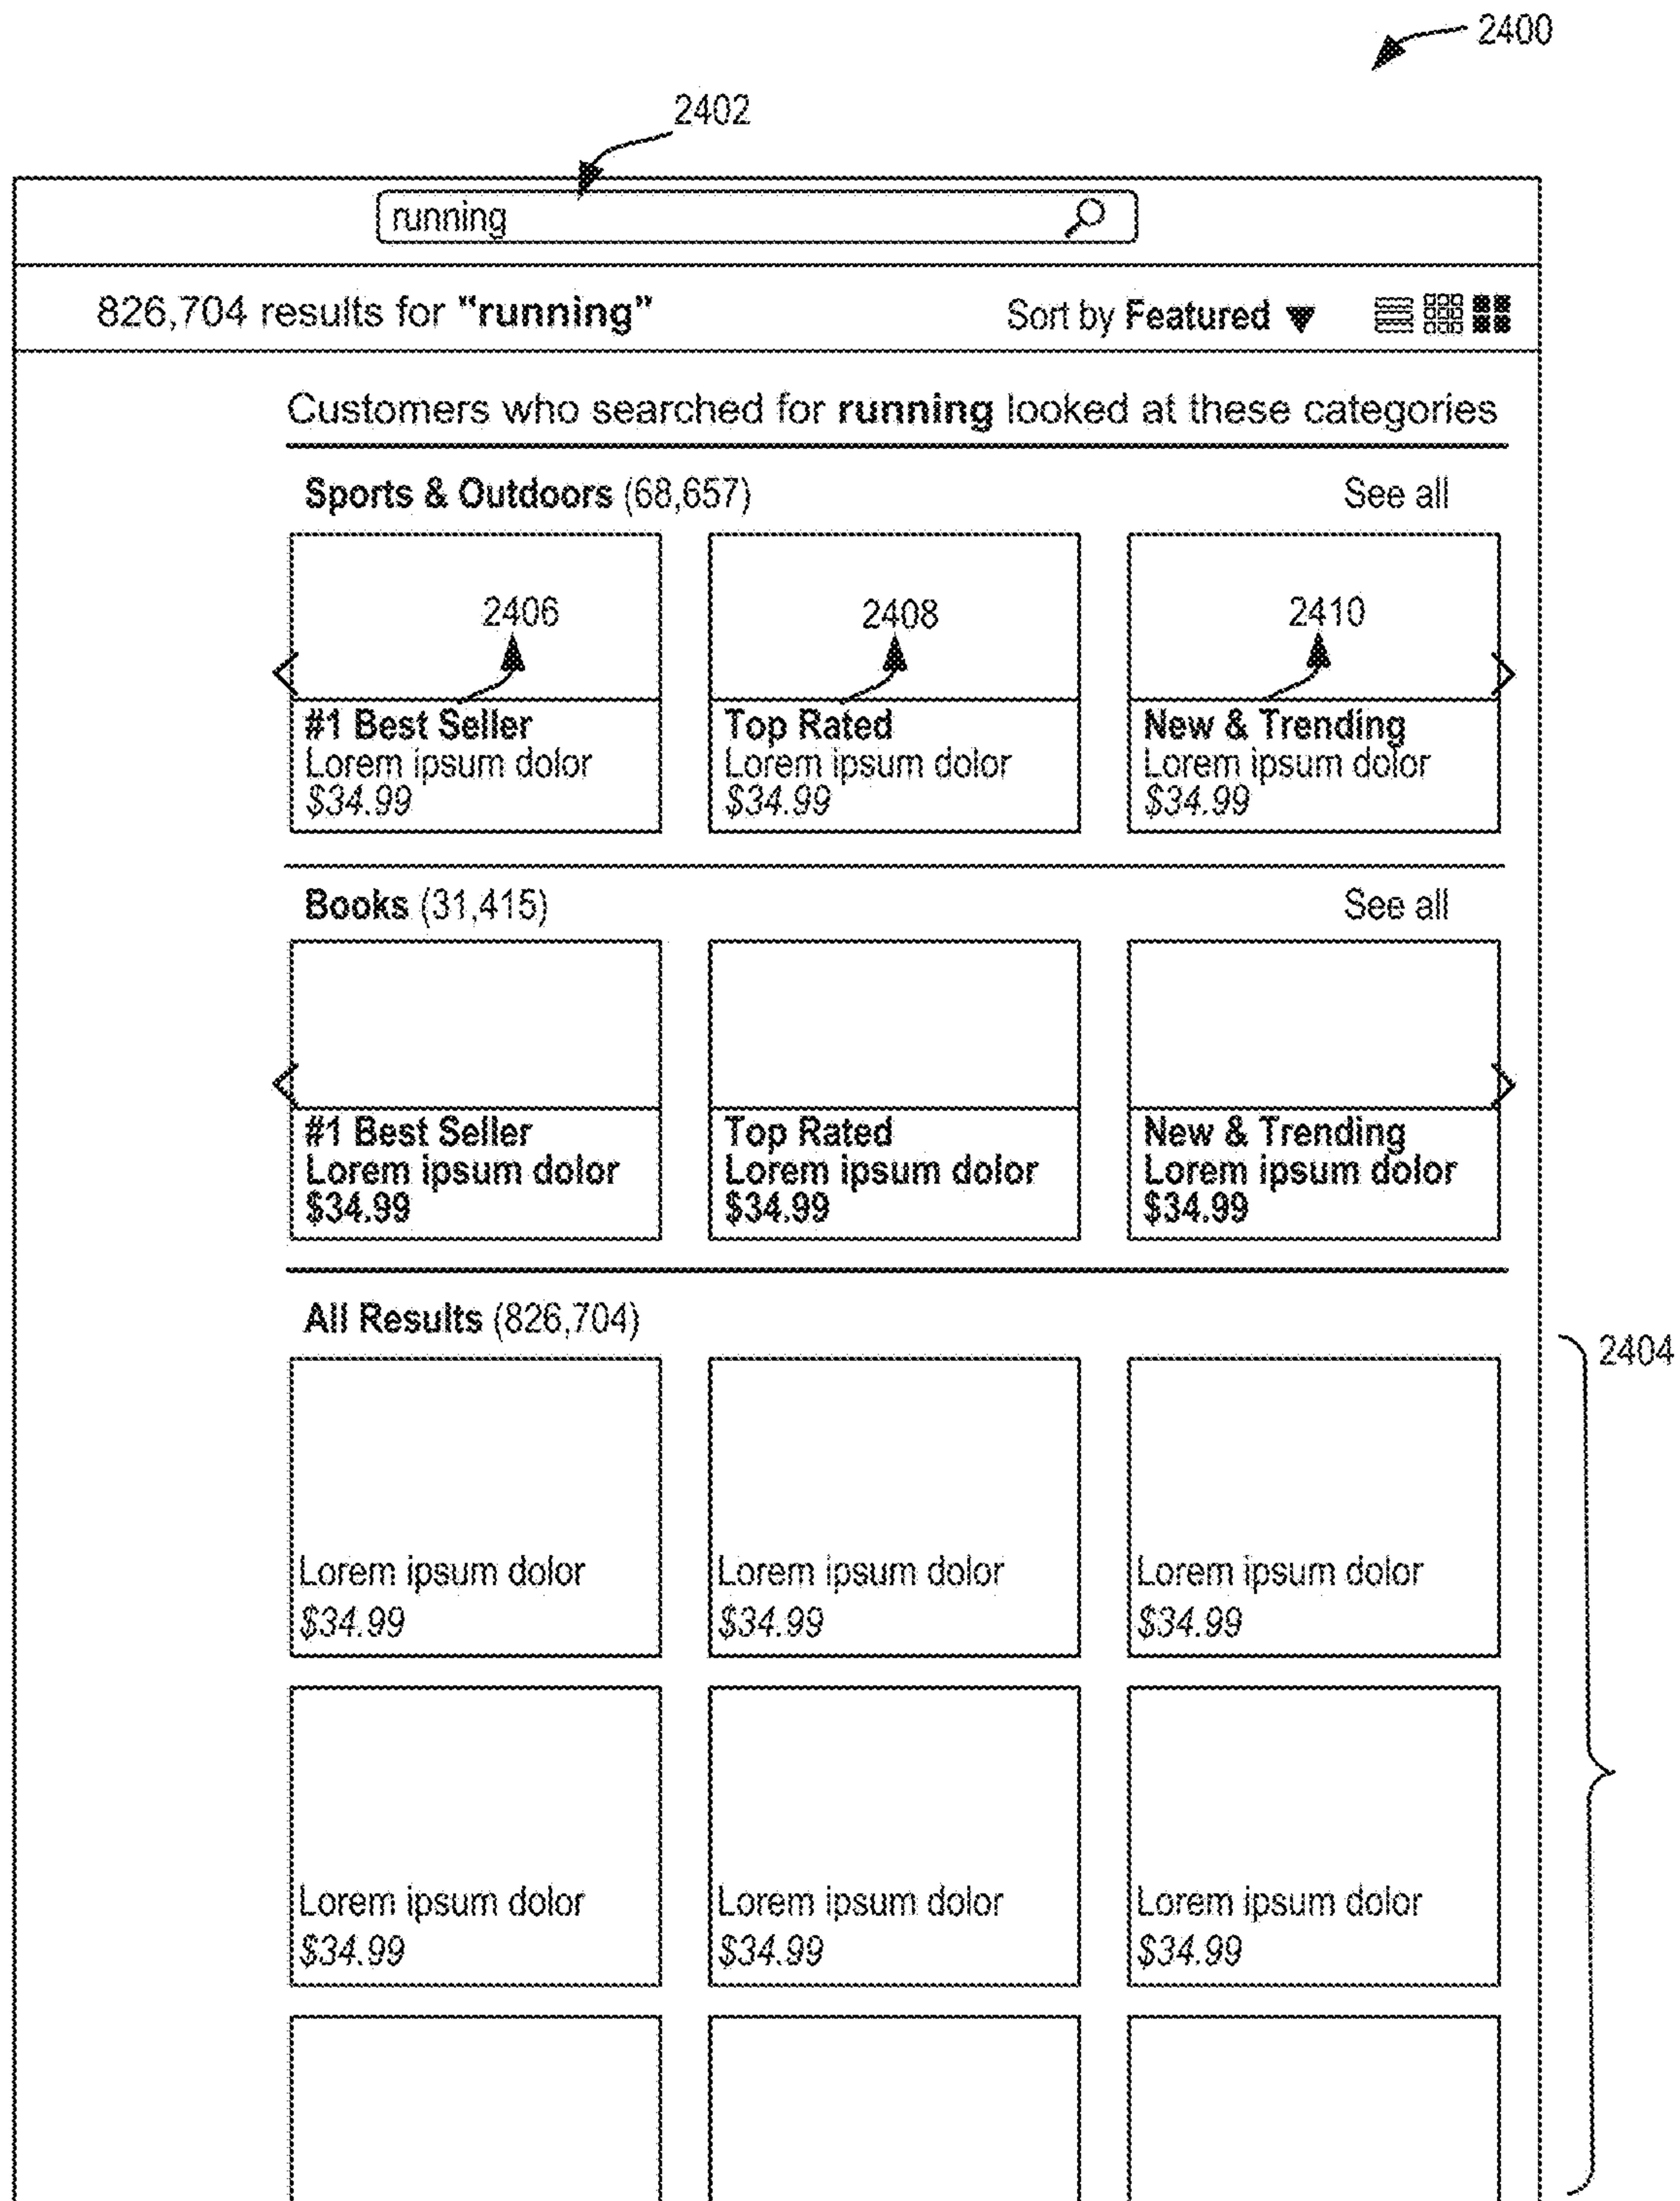 2400
2402
running
826,704 results for "running" Sort by Featured
Customers who searched for running looked at these categories
Sports & Outdoors (68,657) See all
2406 2408 2410
#1 Best Seller Top Rated New & Trending
Lorem ipsum dolor Lorem ipsum dolor Lorem ipsum dolor
$34.99 $34.99 $34.99
Books (31,415) See all
#1 Best Seller Top Rated New & Trending
Lorem ipsum dolor Lorem ipsum dolor Lorem ipsum dolor
$34.99 $34.99 $34.99
All Results (826,704)
2404
Lorem ipsum dolor Lorem ipsum dolor Lorem ipsum dolor
$34.99 $34.99 $34.99
Lorem ipsum dolor Lorem ipsum dolor Lorem ipsum dolor
$34.99 $34.99 $34.99